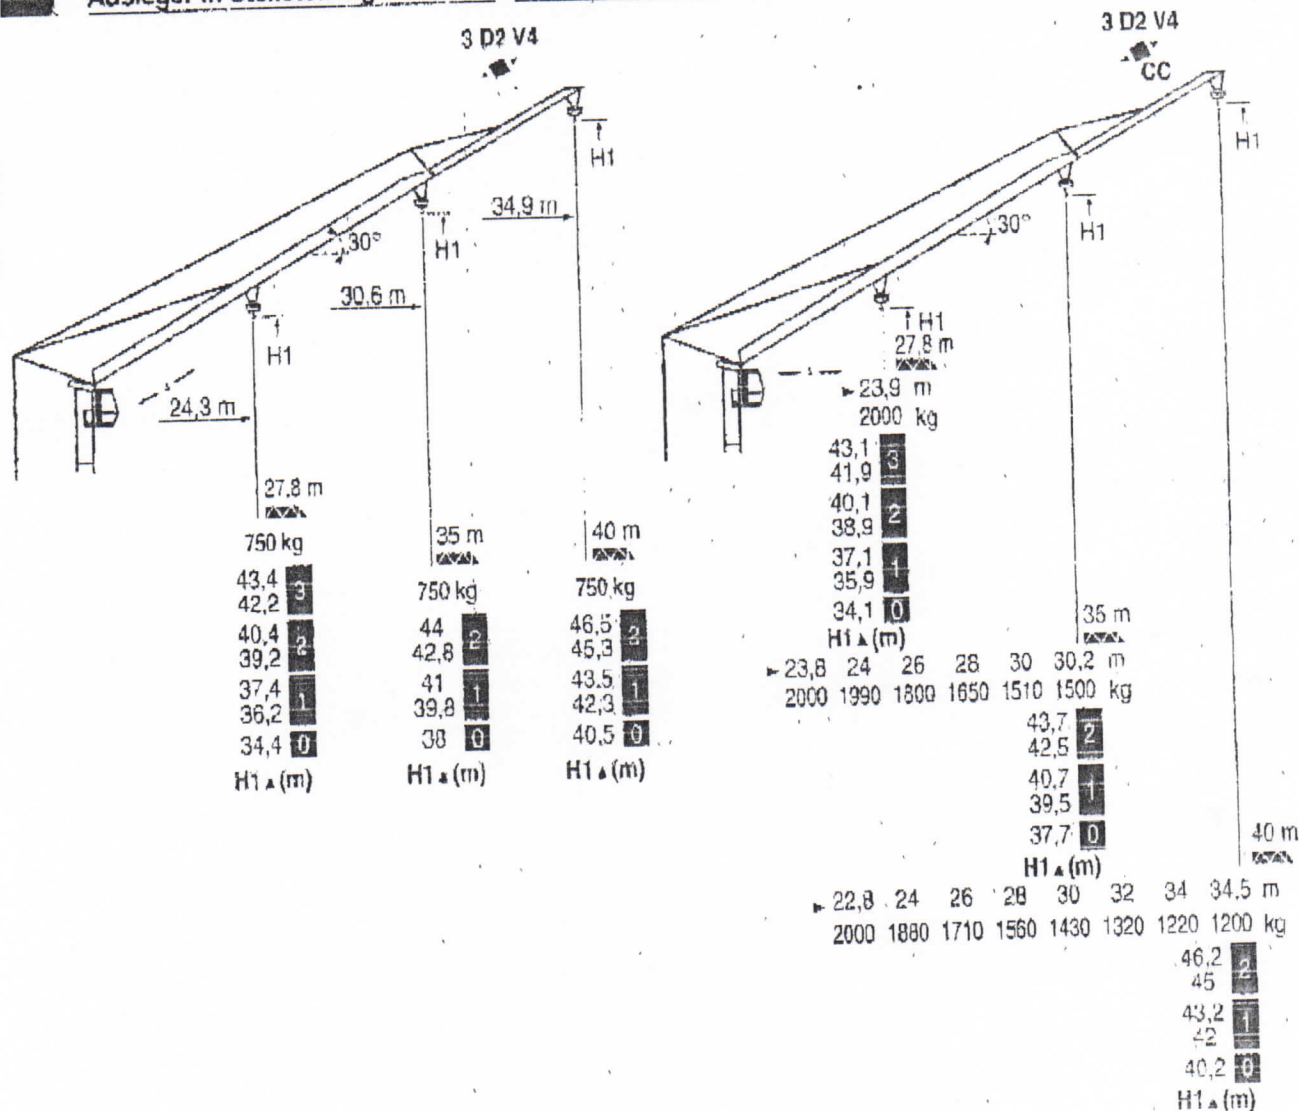 Ausleger in
3 D2 V4
H1
34,9 m
H1
30°
30,6 m
H1
24,3 m
27,8 m
750 kg
43,4
42,2
3
40,4
39,2
2
37,4
36,2
1
34,4 0
H1 ▲ (m)
35 m
750 kg
44
42,8
2
41
39,8
1
38 0
H1 ▲ (m)
40 m
750 kg
46,5
45,3
2
43,5
42,3
1
40,5 0
H1 ▲ (m)
3 D2 V4
CC
H1
H1
30°
H1
27,8 m
► 23,9 m
2000 kg
43,1
41,9
3
40,1
38,9
2
37,1
35,9
1
34,1 0
H1 ▲ (m)
35 m
► 23,8 24 26 28 30 30,2 m
2000 1990 1800 1650 1510 1500 kg
43,7
42,5
2
40,7
39,5
1
37,7 0
H1 ▲ (m)
40 m
► 22,8 24 26 28 30 32 34 34,5 m
2000 1880 1710 1560 1430 1320 1220 1200 kg
46,2
45
2
43,2
42
1
40,2 0
H1 ▲ (m)